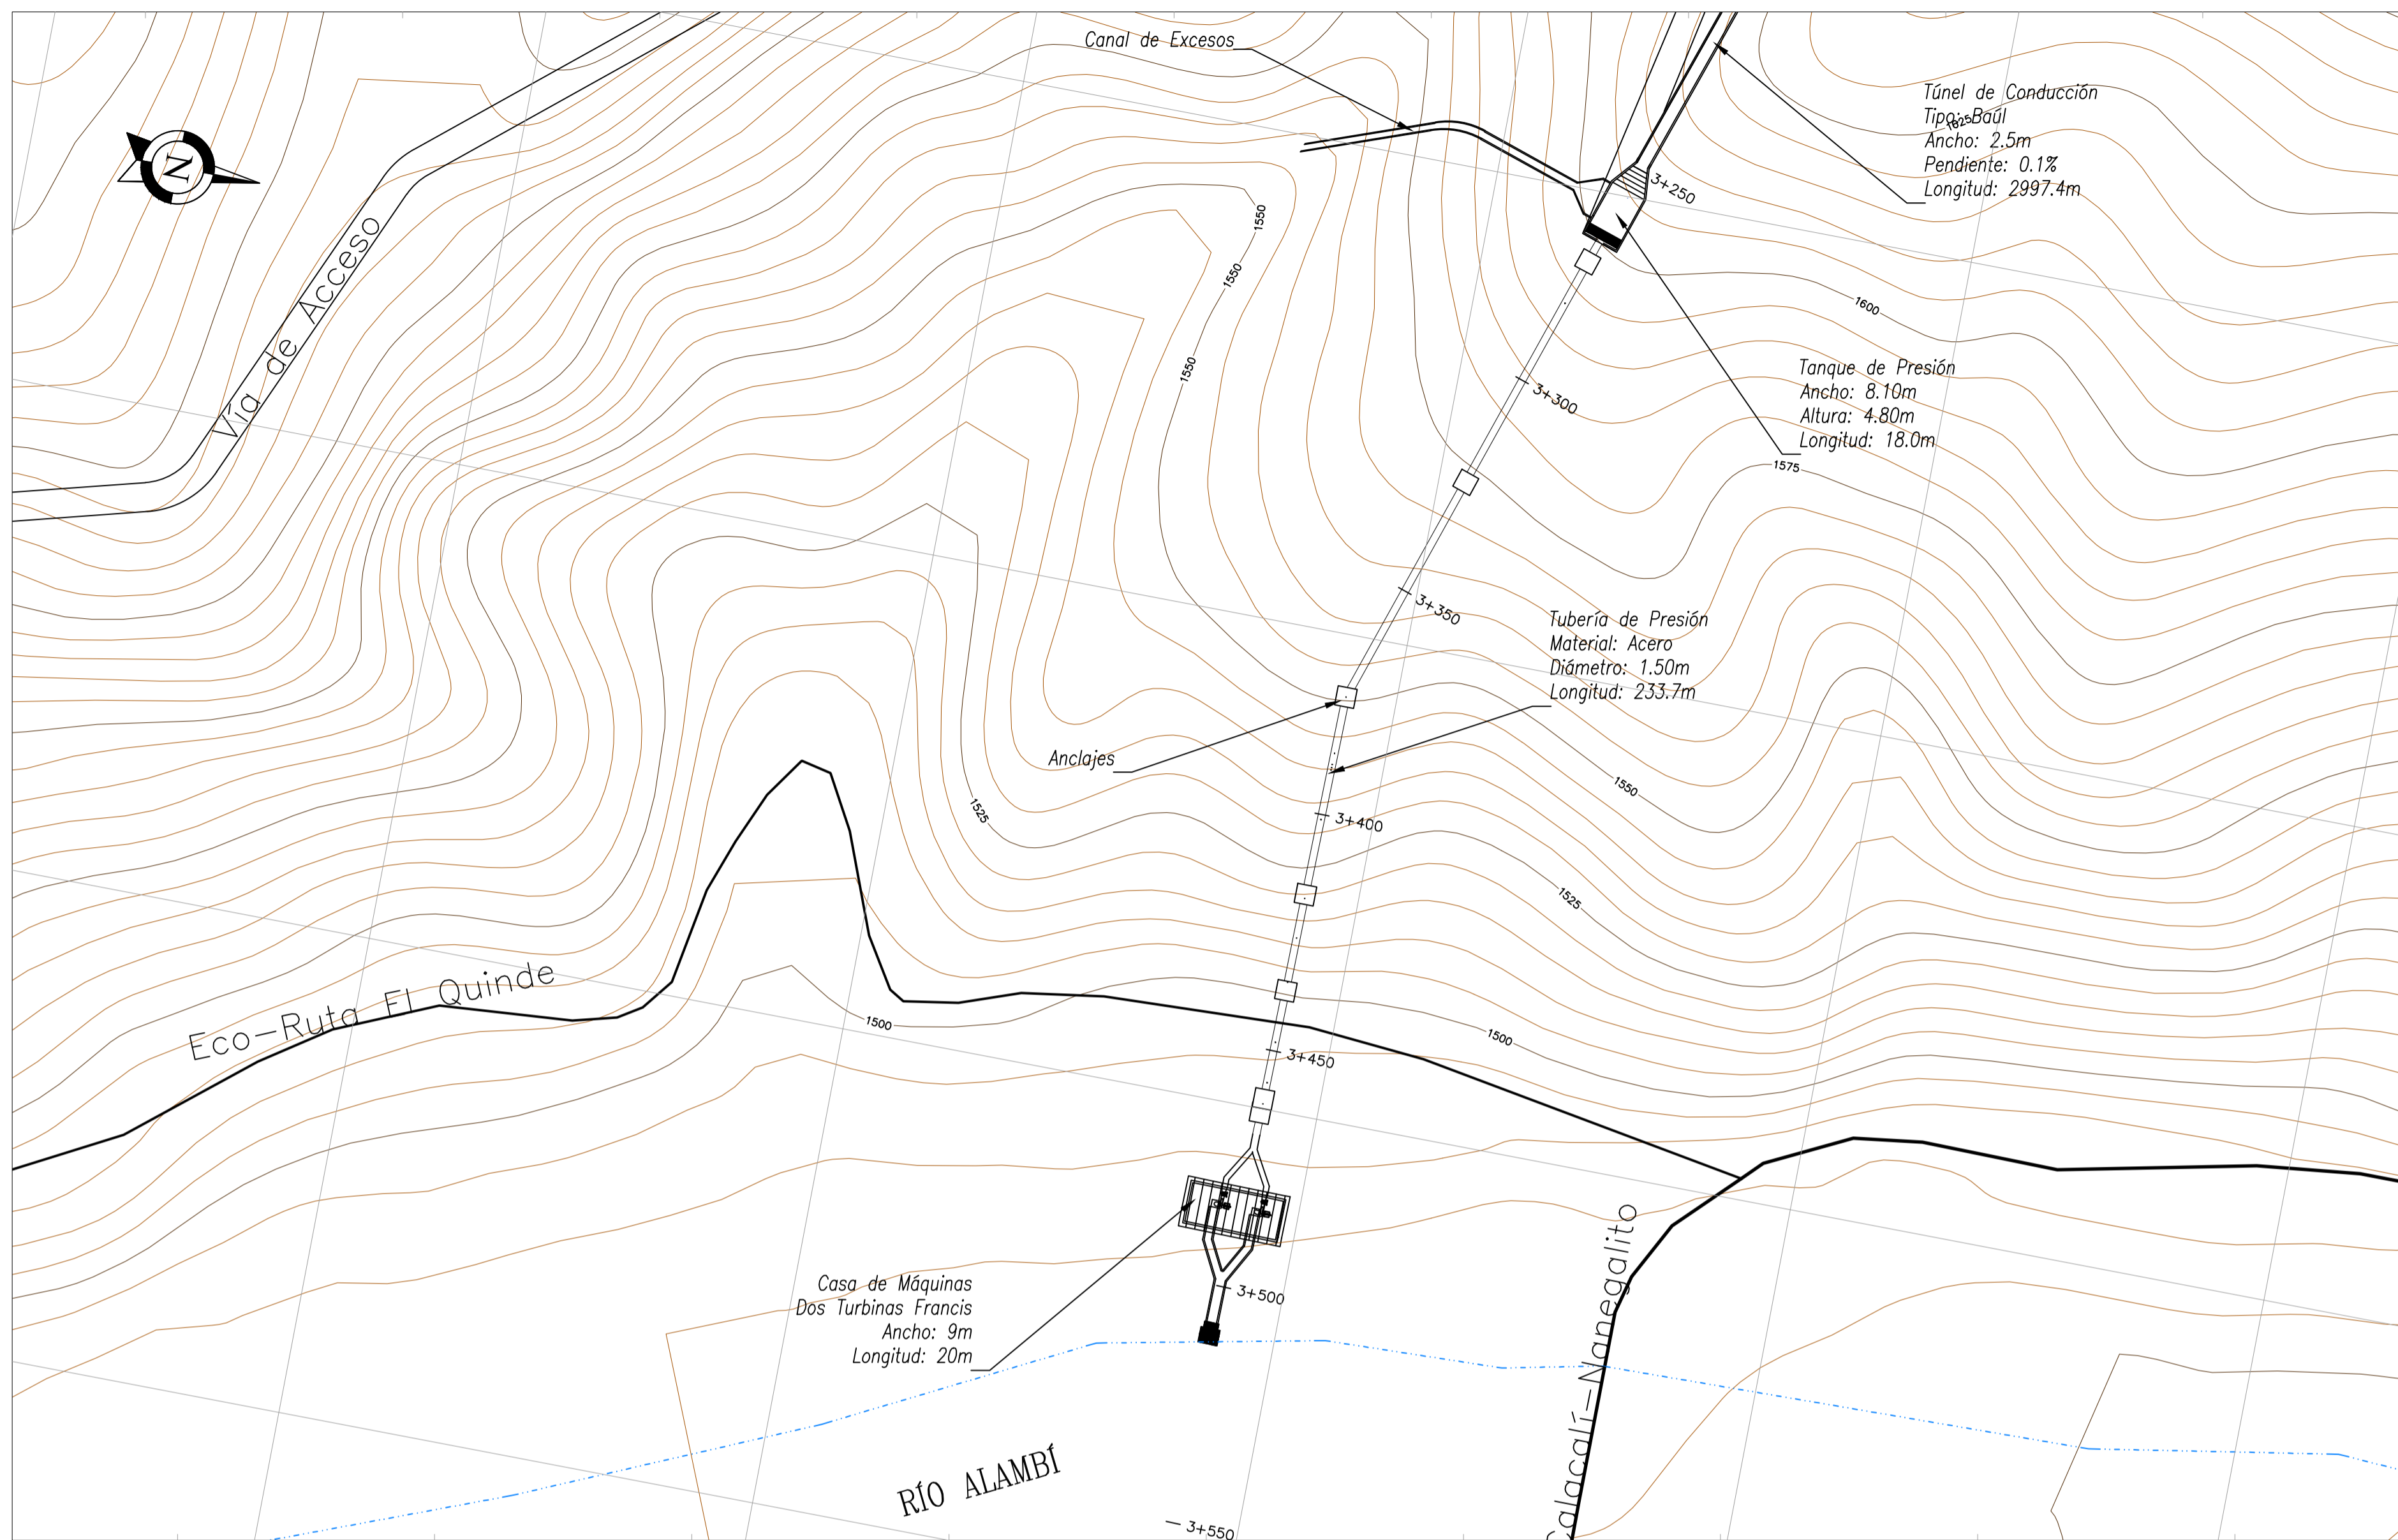 Canal de Excesos
Túnel de Conducción
Tipo: Baúl
Ancho: 2.5m
Pendiente: 0.1%
Longitud: 2997.4m
1625
N
3+250
Vía de Acceso
1550
1550
1550
1600
3+300
Tanque de Presión
Ancho: 8.10m
Altura: 4.80m
Longitud: 18.0m
1575
3+350
Tubería de Presión
Material: Acero
Diámetro: 1.50m
Longitud: 233.7m
Anclajes
1550
1525
3+400
1525
Eco-Ruta El Quinde
1500
1500
3+450
Casa de Máquinas
Dos Turbinas Francis
Ancho: 9m
Longitud: 20m
3+500
Calacalí-Nanegalito
RÍO ALAMBÍ
3+550